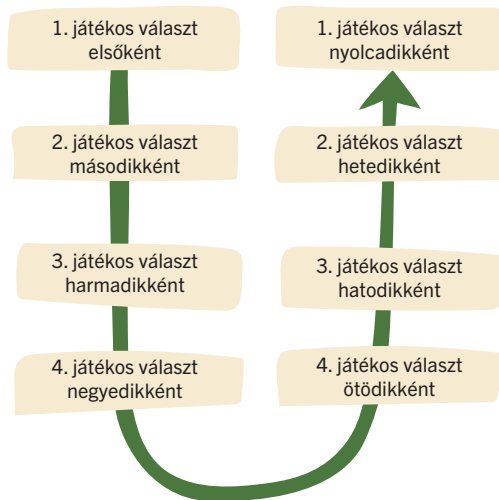 1. játékos választ
elsőként
2. játékos választ
másodikként
3. játékos választ
harmadikként
4. játékos választ
negyedikként
4. játékos választ
ötödikként
3. játékos választ
hatodikként
2. játékos választ
hetedikként
1. játékos választ
nyolcadikként